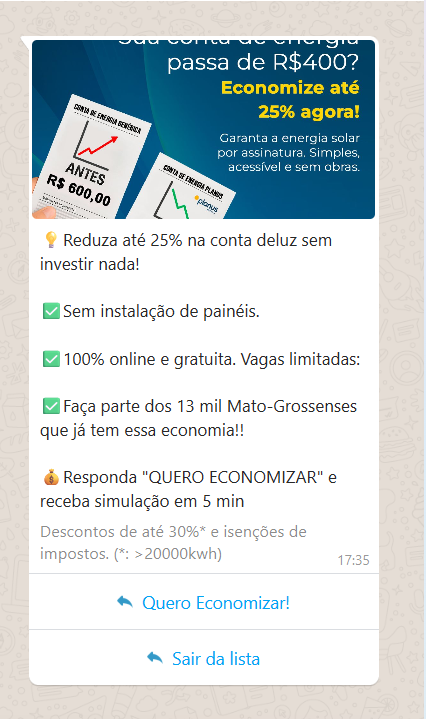 Sua conta de energia
passa de R$400?
Economize até
25% agora!
Garanta a energia solar
por assinatura. Simples,
acessível e sem obras.
CONTA DE ENERGIA GENÉRICA
ANTES
R$ 600,00
CONTA DE ENERGIA PLANUS
planus
💡Reduza até 25% na conta deluz sem
investir nada!
✅Sem instalação de painéis.
✅100% online e gratuita. Vagas limitadas:
✅Faça parte dos 13 mil Mato-Grossenses
que já tem essa economia!!
💰Responda "QUERO ECONOMIZAR" e
receba simulação em 5 min
Descontos de até 30%* e isenções de
impostos. (*: >20000kwh)
17:35
Quero Economizar!
Sair da lista